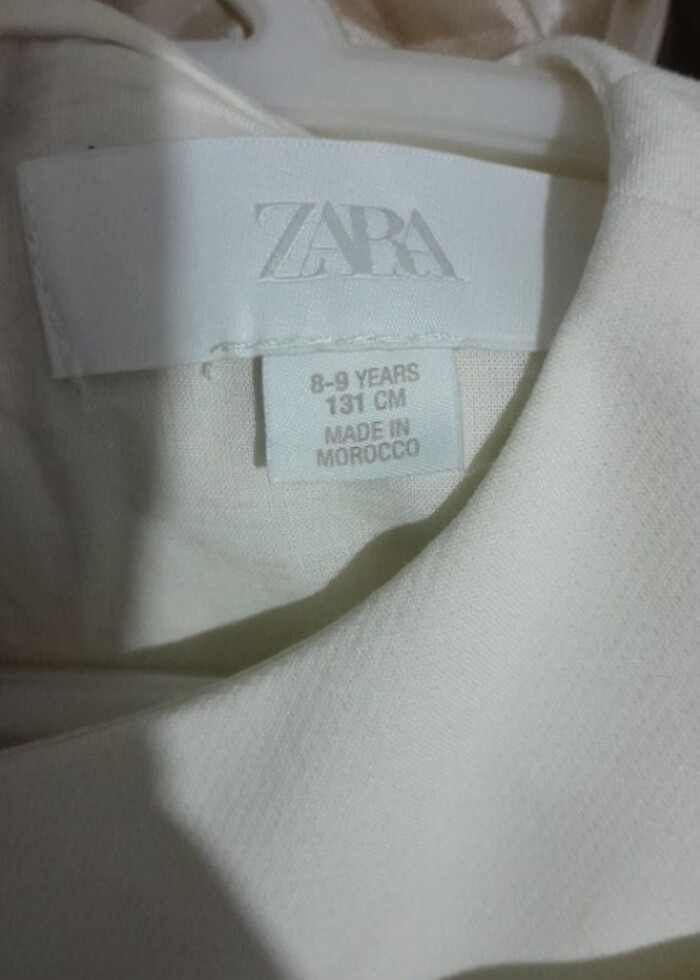 ZARA
8-9 YEARS
131 CM
MADE IN
MOROCCO